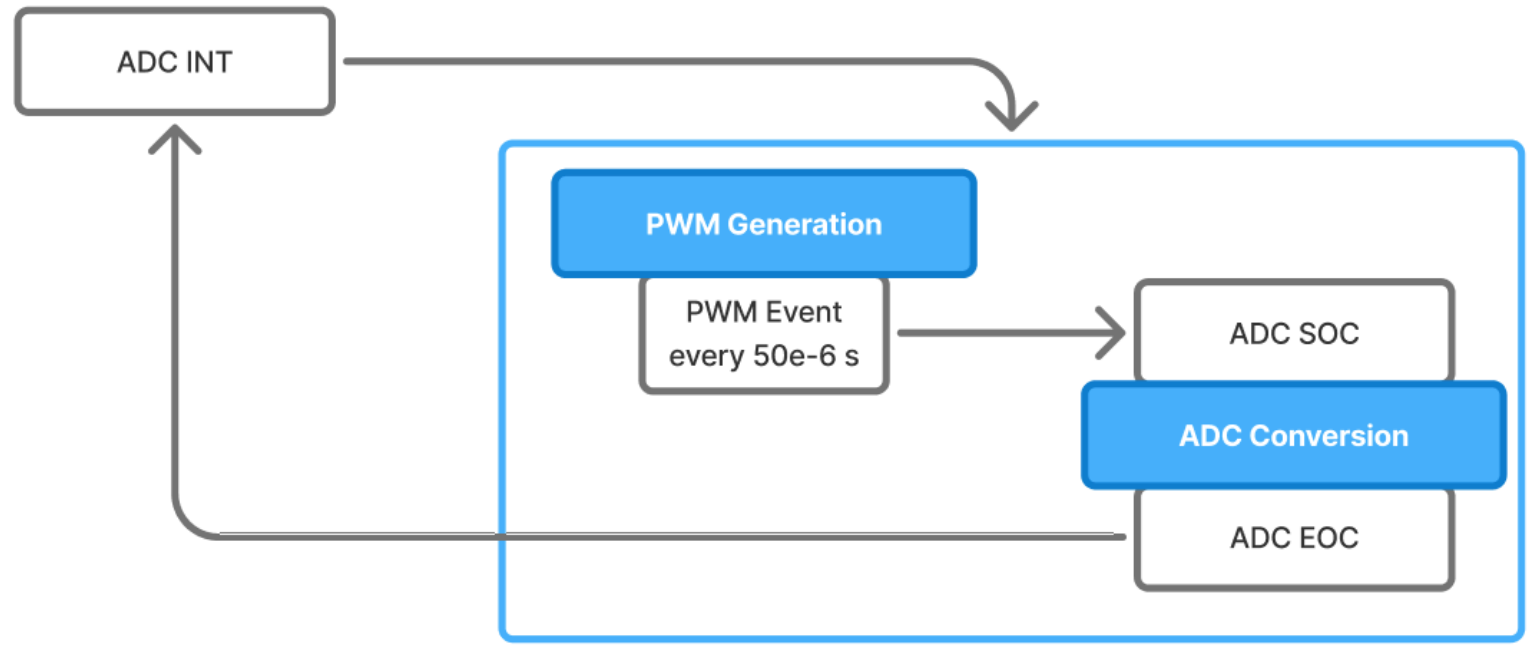 ADC INT
PWM Generation
PWM Event
every 50e-6 s
ADC SOC
ADC Conversion
ADC EOC